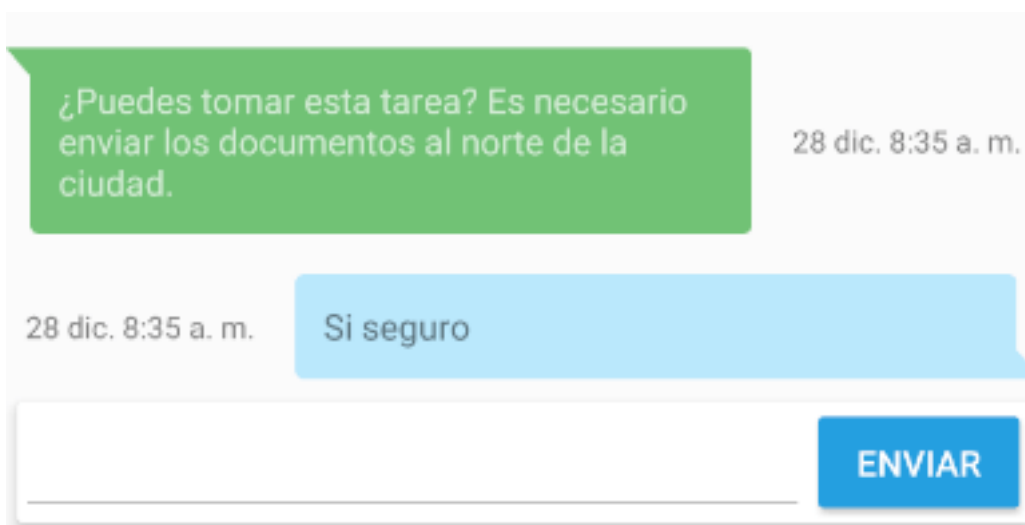 ¿Puedes tomar esta tarea? Es necesario
enviar los documentos al norte de la
ciudad.
28 dic. 8:35 a. m.
28 dic. 8:35 a. m.
Si seguro
ENVIAR